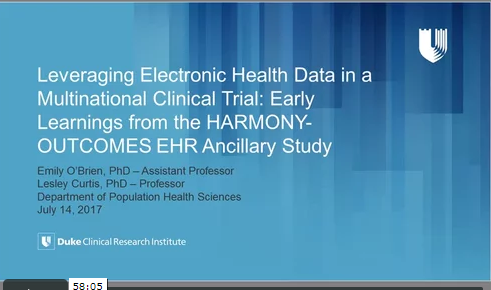 Leveraging Electronic Health Data in a
Multinational Clinical Trial: Early
Learnings from the HARMONY-
OUTCOMES EHR Ancillary Study
Emily O'Brien, PhD – Assistant Professor
Lesley Curtis, PhD – Professor
Department of Population Health Sciences
July 14, 2017
Duke Clinical Research Institute
58:05